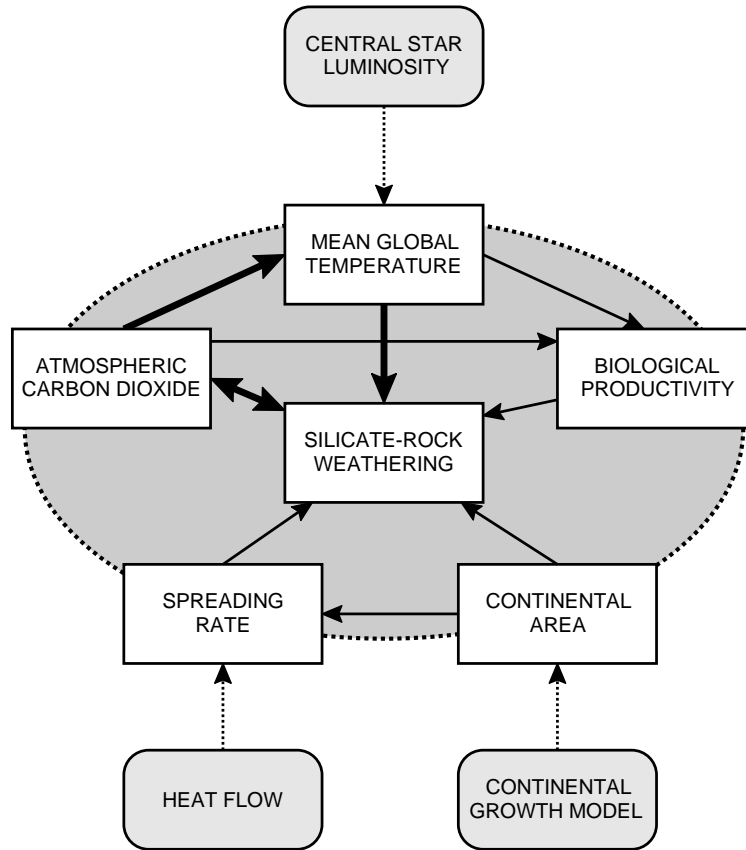 CENTRAL STAR
LUMINOSITY
MEAN GLOBAL
TEMPERATURE
ATMOSPHERIC
CARBON DIOXIDE
BIOLOGICAL
PRODUCTIVITY
SILICATE-ROCK
WEATHERING
SPREADING
RATE
CONTINENTAL
AREA
HEAT FLOW
CONTINENTAL
GROWTH MODEL